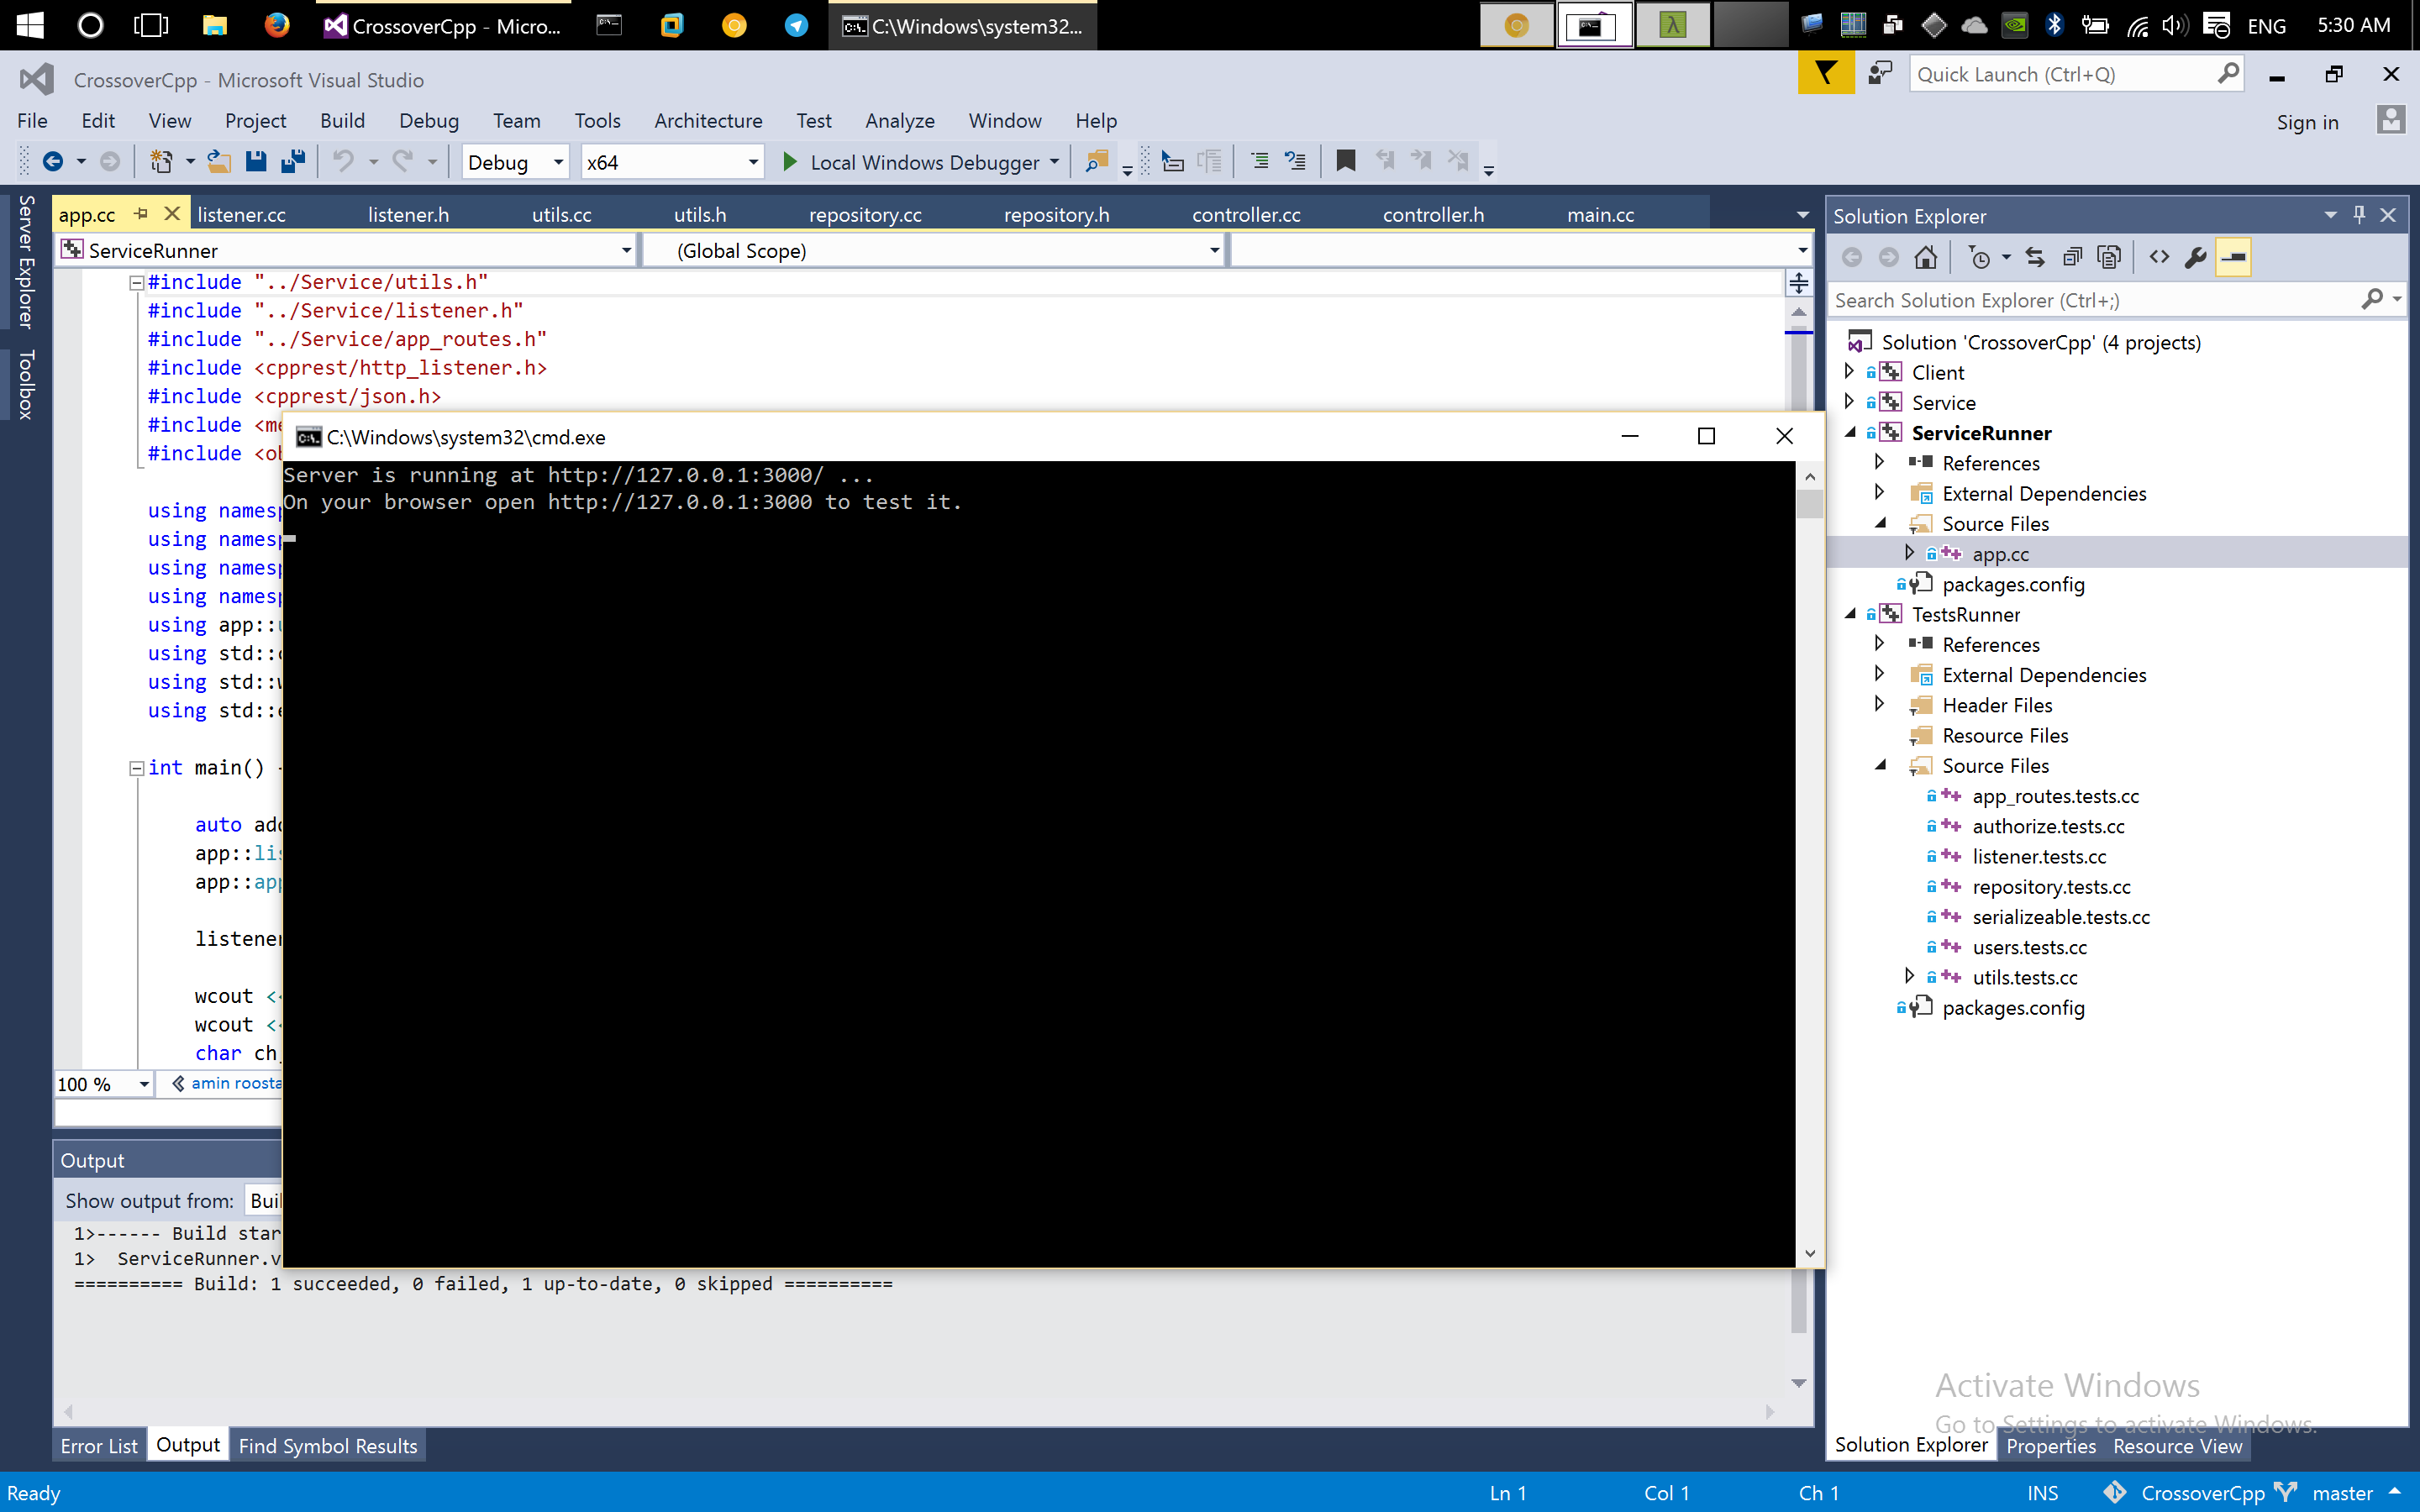 CrossoverCpp - Micro...
C:\Windows\system32...
ENG
5:30 AM
CrossoverCpp - Microsoft Visual Studio
Quick Launch (Ctrl+Q)
File Edit View Project Build Debug Team Tools Architecture Test Analyze Window Help
Sign in
Debug x64 Local Windows Debugger
Server Explorer
Toolbox
app.cc listener.cc listener.h utils.cc utils.h repository.cc repository.h controller.cc controller.h main.cc
ServiceRunner (Global Scope)
#include "../Service/utils.h"
#include "../Service/listener.h"
#include "../Service/app_routes.h"
#include <cpprest/http_listener.h>
#include <cpprest/json.h>
#include <me
#include <ob
using namesp
using namesp
using namesp
using namesp
using app::
using std::
using std::
using std::
int main()
auto add
app::lis
app::app
listener
wcout <<
wcout <<
char ch
100 %
amin roosta
C:\Windows\system32\cmd.exe
Server is running at http://127.0.0.1:3000/ ...
On your browser open http://127.0.0.1:3000 to test it.
Output
Show output from: Buil
1>------ Build star
1> ServiceRunner.v
========== Build: 1 succeeded, 0 failed, 1 up-to-date, 0 skipped ==========
Error List Output Find Symbol Results
Solution Explorer
Search Solution Explorer (Ctrl+;)
Solution 'CrossoverCpp' (4 projects)
Client
Service
ServiceRunner
References
External Dependencies
Source Files
app.cc
packages.config
TestsRunner
References
External Dependencies
Header Files
Resource Files
Source Files
app_routes.tests.cc
authorize.tests.cc
listener.tests.cc
repository.tests.cc
serializeable.tests.cc
users.tests.cc
utils.tests.cc
packages.config
Activate Windows
Go to Settings to activate Windows.
Solution Explorer Properties Resource View
Ready
Ln 1 Col 1 Ch 1 INS CrossoverCpp master